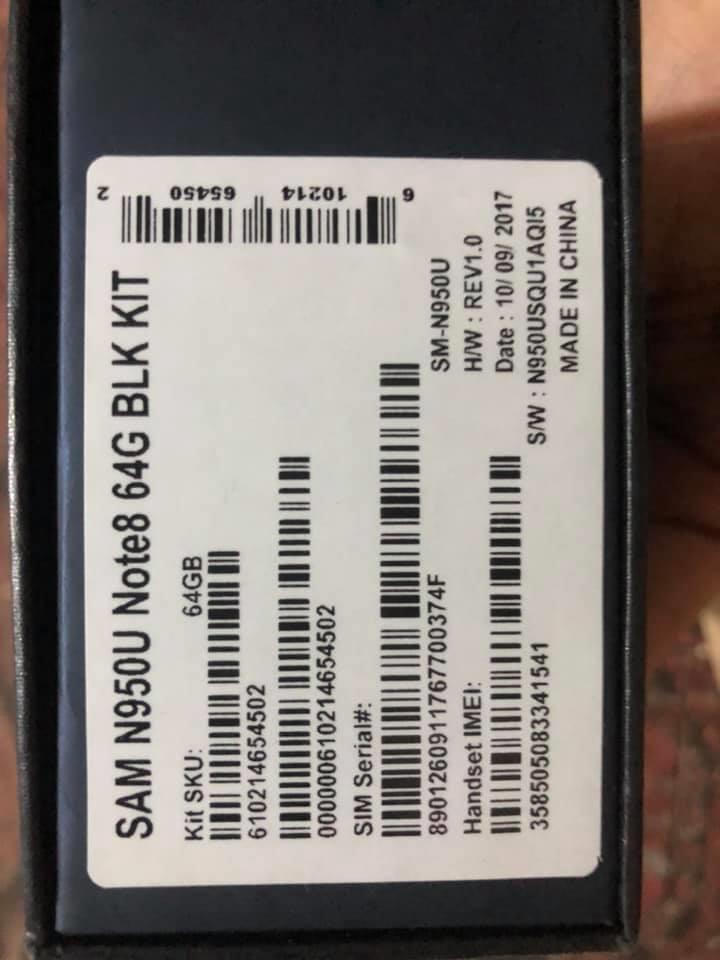 SAM N950U Note8 64G BLK KIT
6 10214 65450 2
Kit SKU: 64GB
610214654502
000000610214654502
SIM Serial#:
8901260911767700374F
Handset IMEI:
358505083341541
SM-N950U
H/W : REV1.0
Date : 10/ 09/ 2017
S/W : N950USQU1AQI5
MADE IN CHINA